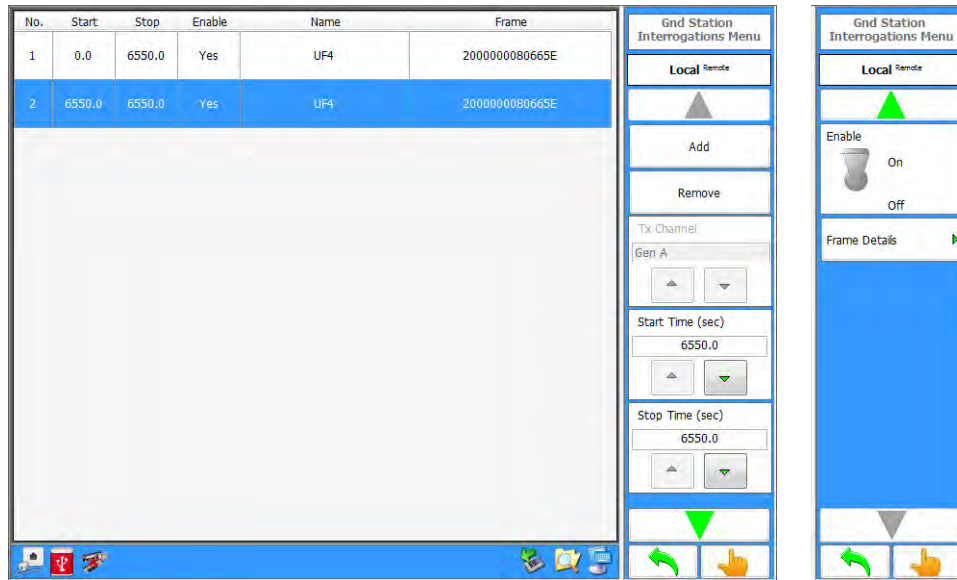 No. Start Stop Enable Name Frame
1 0.0 6550.0 Yes UF4 2000000080665E
2 6550.0 6550.0 Yes UF4 2000000080665E
Gnd Station
Interrogations Menu
Local Remote
Add
Remove
Tx Channel
Gen A
Start Time (sec)
6550.0
Stop Time (sec)
6550.0
Gnd Station
Interrogations Menu
Local Remote
Enable
On
Off
Frame Details